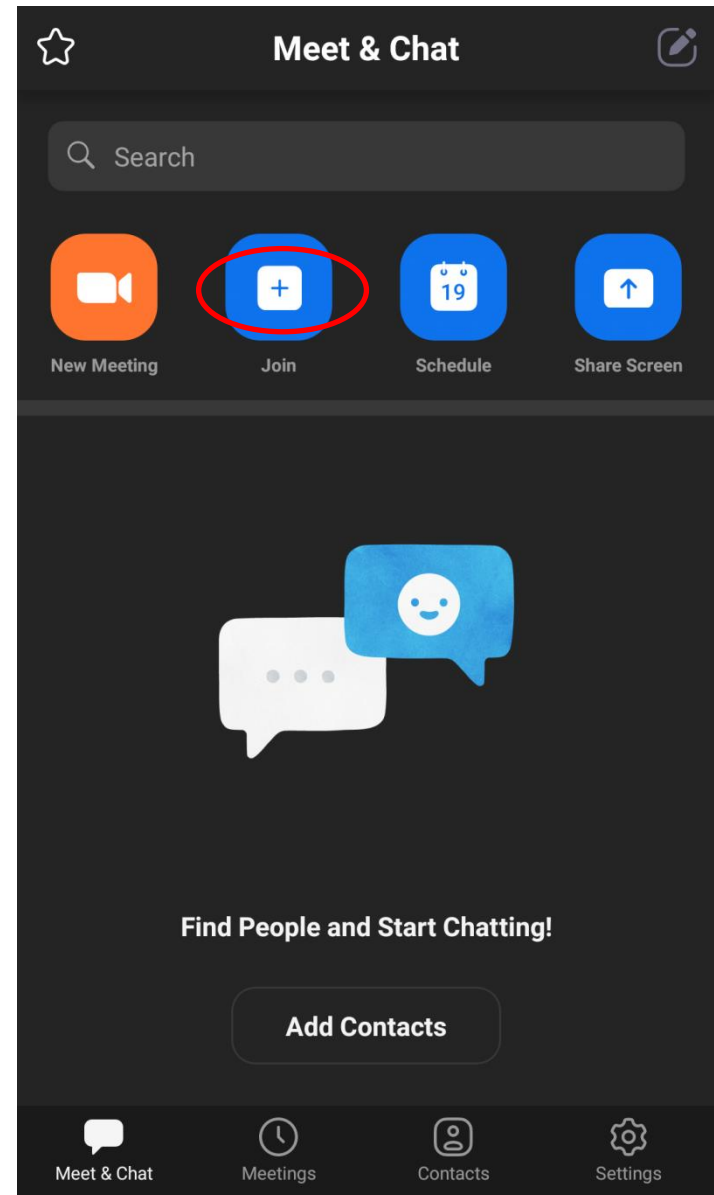 Meet & Chat
Search
19
New Meeting
Join
Schedule
Share Screen
Find People and Start Chatting!
Add Contacts
Meet & Chat
Meetings
Contacts
Settings